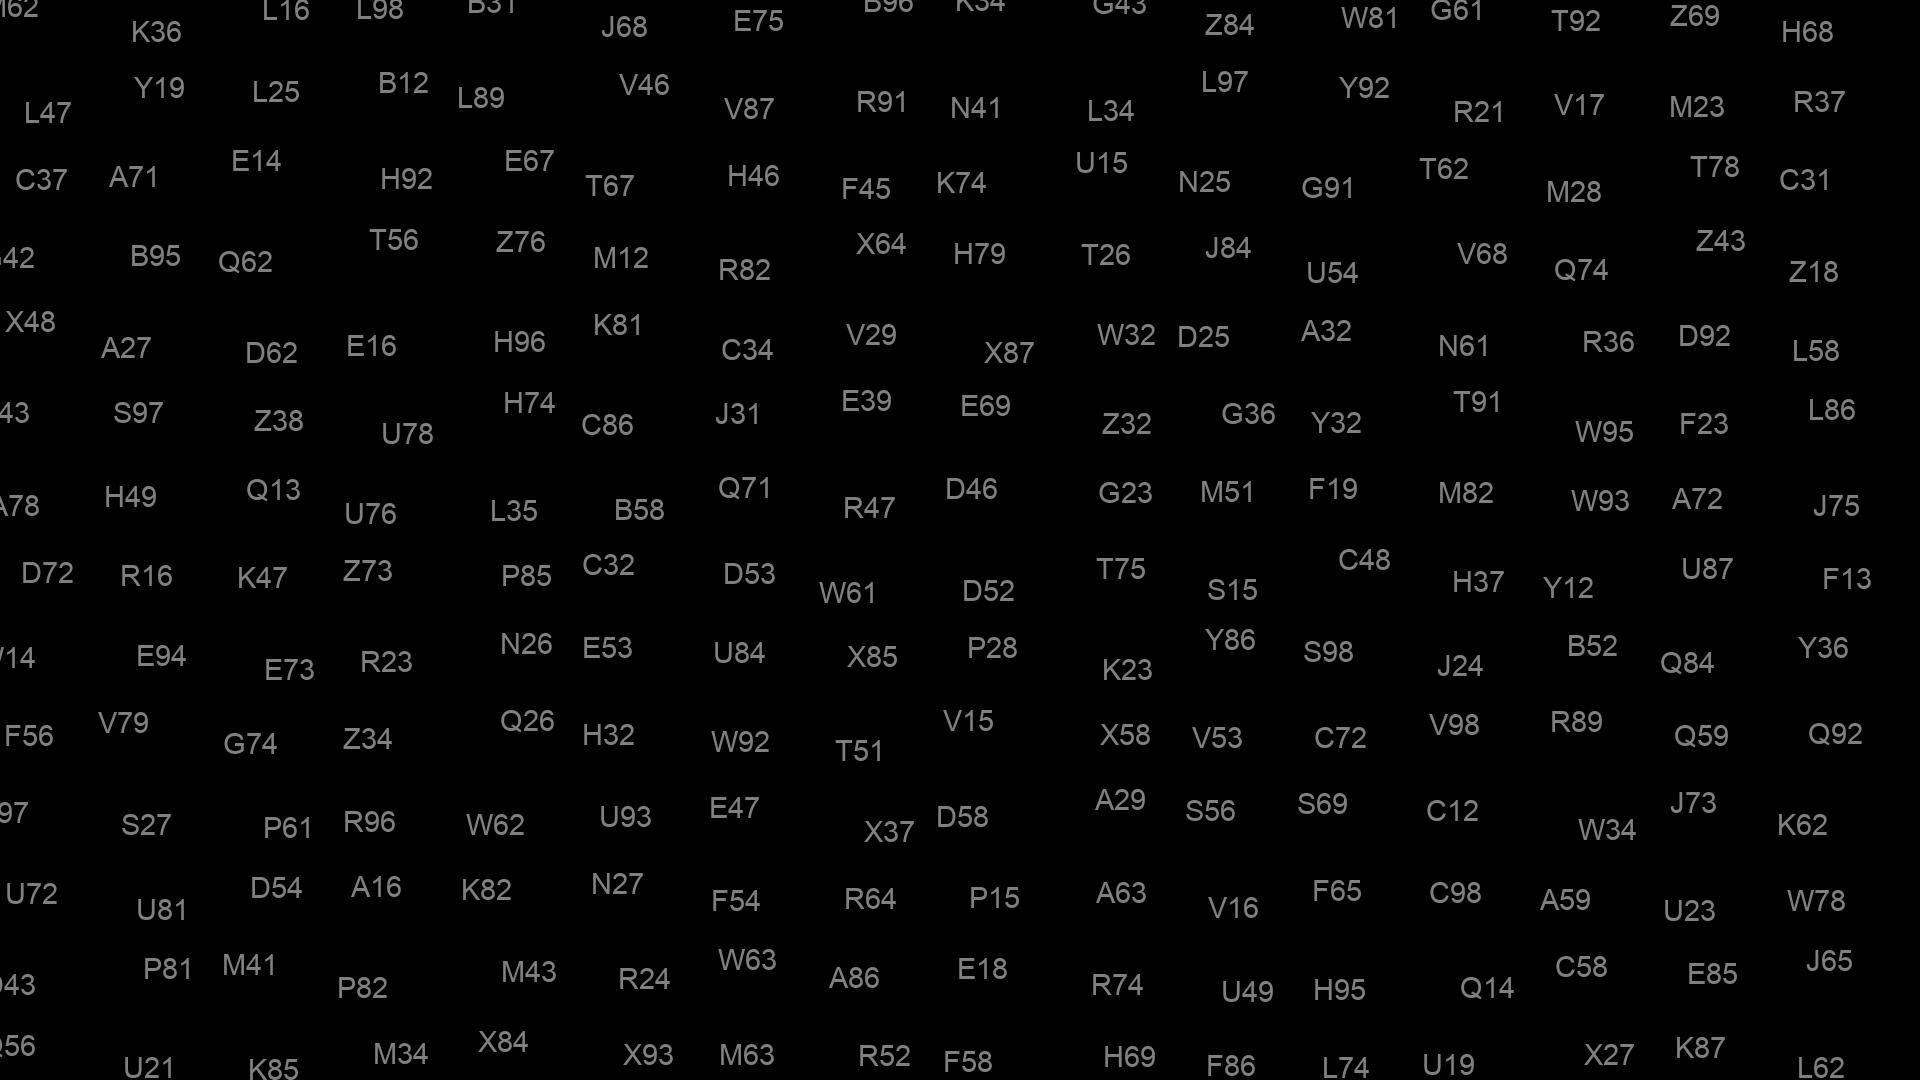 K36 L16 L98 B31 J68 E75 B96 K34 G43 Z84 W81 G61 T92 Z69 H68
L47 Y19 L25 B12 L89 V46 V87 R91 N41 L34 L97 Y92 R21 V17 M23 R37
C37 A71 E14 H92 E67 T67 H46 F45 K74 U15 N25 G91 T62 M28 T78 C31
42 B95 Q62 T56 Z76 M12 R82 X64 H79 T26 J84 U54 V68 Q74 Z43 Z18
X48 A27 D62 E16 H96 K81 C34 V29 X87 W32 D25 A32 N61 R36 D92 L58
43 S97 Z38 U78 H74 C86 J31 E39 E69 Z32 G36 Y32 T91 W95 F23 L86
A78 H49 Q13 U76 L35 B58 Q71 R47 D46 G23 M51 F19 M82 W93 A72 J75
D72 R16 K47 Z73 P85 C32 D53 W61 D52 T75 S15 C48 H37 Y12 U87 F13
14 E94 E73 R23 N26 E53 U84 X85 P28 K23 Y86 S98 J24 B52 Q84 Y36
F56 V79 G74 Z34 Q26 H32 W92 T51 V15 X58 V53 C72 V98 R89 Q59 Q92
97 S27 P61 R96 W62 U93 E47 X37 D58 A29 S56 S69 C12 W34 J73 K62
U72 U81 D54 A16 K82 N27 F54 R64 P15 A63 V16 F65 C98 A59 U23 W78
43 P81 M41 P82 M43 R24 W63 A86 E18 R74 U49 H95 Q14 C58 E85 J65
56 U21 K85 M34 X84 X93 M63 R52 F58 H69 F86 L74 U19 X27 K87 L62